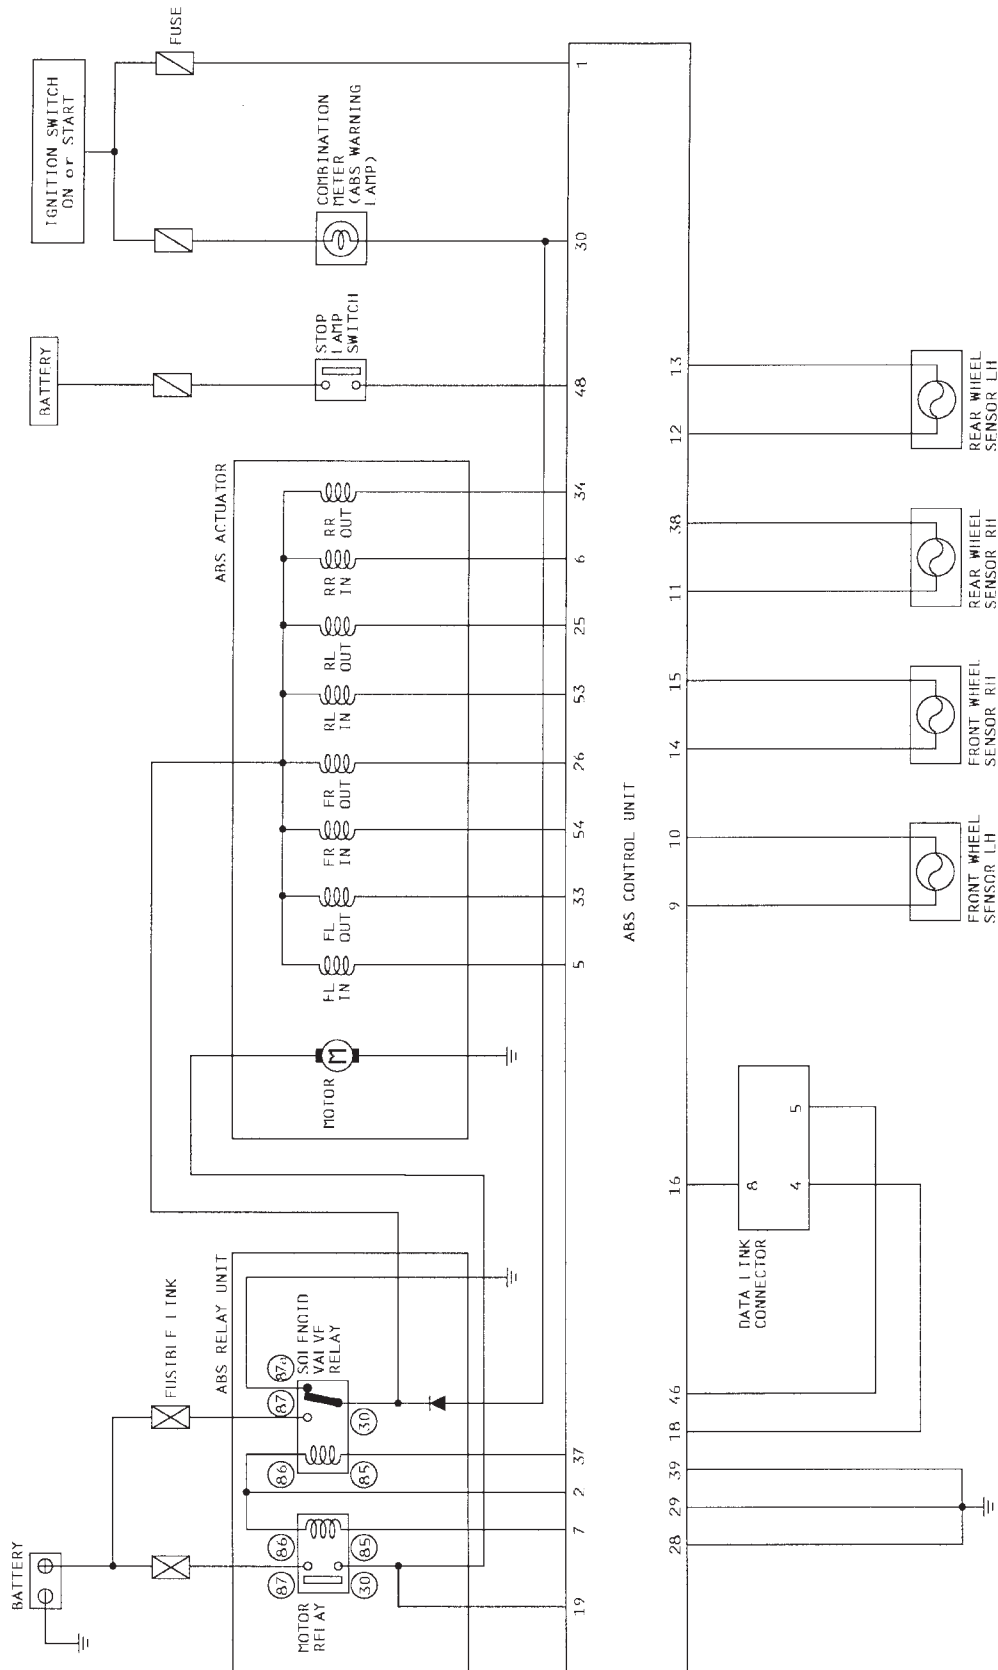 BATTERY
FUSIBLE LINK
BATTERY
IGNITION SWITCH
ON or START
FUSE
ABS RELAY UNIT
87
86
87
86
87a
MOTOR
RELAY
30
85
85
30
SOLENOID
VALVE
RELAY
ABS ACTUATOR
MOTOR
M
FL
IN
FL
OUT
FR
IN
FR
OUT
RL
IN
RL
OUT
RR
IN
RR
OUT
STOP
LAMP
SWITCH
COMBINATION
METER
(ABS WARNING
LAMP)
19
7
2
37
5
33
54
26
53
25
6
34
48
30
1
ABS CONTROL UNIT
28
29
39
18
46
16
9
10
14
15
11
38
12
13
DATA LINK
CONNECTOR
8
4
5
FRONT WHEEL
SENSOR LH
FRONT WHEEL
SENSOR RH
REAR WHEEL
SENSOR RH
REAR WHEEL
SENSOR LH